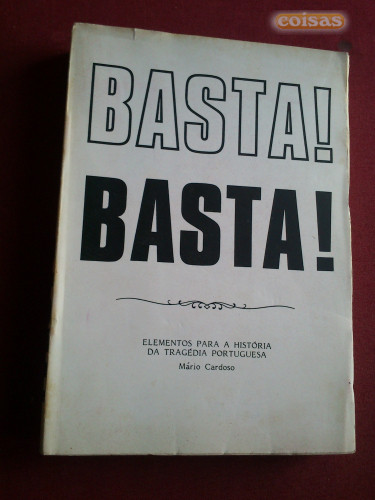 coisas
BASTA!
BASTA!
ELEMENTOS PARA A HISTÓRIA
DA TRAGÉDIA PORTUGUESA
Mário Cardoso